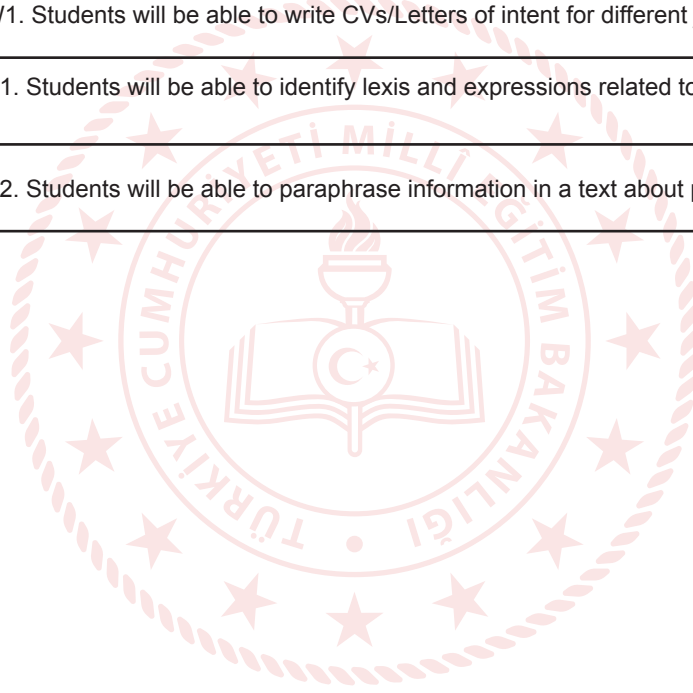 1. Students will be able to write CVs/Letters of intent for different
1. Students will be able to identify lexis and expressions related to
2. Students will be able to paraphrase information in a text about
TÜRKİYE CUMHURİYETİ MİLLÎ EĞİTİM BAKANLIĞI